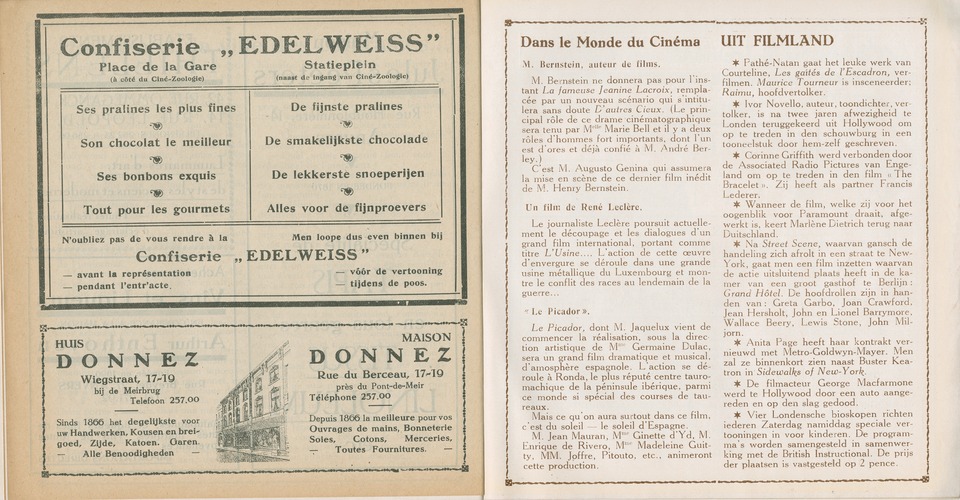 Confiserie „EDELWEISS”
Place de la Gare
(à côté du Ciné-Zoologie)
Statieplein
(naast de ingang van Ciné-Zoologie)
Ses pralines les plus fines
Son chocolat le meilleur
Ses bonbons exquis
Tout pour les gourmets
De fijnste pralines
De smakelijkste chocolade
De lekkerste snoeperijen
Alles voor de fijnproevers
N'oubliez pas de vous rendre à la
Men loope dus even binnen bij
Confiserie „EDELWEISS”
— avant la représentation
— pendant l'entr'acte.
— vóór de vertooning
— tijdens de poos.
HUIS
DONNEZ
Wiegstraat, 17-19
bij de Meirbrug
Telefoon 257.00
Sinds 1866 het degelijkste voor
uw Handwerken, Kousen en brei-
goed, Zijde, Katoen. Garen.
— Alle Benoodigheden —
MAISON
DONNEZ
Rue du Berceau, 17-19
près du Pont-de-Meir
Téléphone 257.00
Depuis 1866 la meilleure pour vos
Ouvrages de mains, Bonneterie
Soies, Cotons, Merceries,
— Toutes Fournitures. —
Dans le Monde du Cinéma
M. Bernstein, auteur de films.
M. Bernstein ne donnera pas pour l'ins-
tant La fameuse Jeanine Lacroix, rempla-
cée par un nouveau scénario qui s'intitu-
lera sans doute D'autres Cieux. (Le prin-
cipal rôle de ce drame cinématographique
sera tenu par Mlle Marie Bell et il y a deux
rôles d'hommes fort importants, dont l'un
est d'ores et déjà confié à M. André Ber-
ley.)
C'est M. Augusto Genina qui assumera
la mise en scène de ce dernier film inédit
de M. Henry Bernstein.
Un film de René Leclère.
Le journaliste Leclère poursuit actuelle-
ment le découpage et les dialogues d'un
grand film international, portant comme
titre L'Usine.... L'action de cette œuvre
d'envergure se déroule dans une grande
usine métallique du Luxembourg et mon-
tre le conflit des races au lendemain de la
guerre...
« Le Picador ».
Le Picador, dont M. Jaquelux vient de
commencer la réalisation, sous la direc-
tion artistique de Mme Germaine Dulac,
sera un grand film dramatique et musical,
d'amosphère espagnole. L'action se dé-
roule à Ronda, le plus réputé centre tauro-
machique de la péninsule ibérique, parmi
ce monde si spécial des courses de tau-
reaux.
Mais ce qu'on aura surtout dans ce film,
c'est du soleil — le soleil d'Espagne.
M. Jean Mauran, Mme Ginette d'Yd, M.
Enrique de Rivero, Mme Madeleine Guit-
ty, MM. Joffre, Pitouto, etc., animeront
cette production.
UIT FILMLAND
✶ Fathé-Natan gaat het leuke werk van
Courteline, Les gaités de l'Escadron, ver-
filmen. Maurice Tourneur is insceneerder;
Raimu, hoofdvertolker.
✶ Ivor Novello, auteur, toondichter, ver-
tolker, is na twee jaren afwezigheid te
Londen teruggekeerd uit Hollywood om
op te treden in den schouwburg in een
tooneelstuk door hem-zelf geschreven.
✶ Corinne Griffith werd verbonden door
de Associated Radio Pictures van Enge-
land om op te treden in den film « The
Bracelet ». Zij heeft als partner Francis
Lederer.
✶ Wanneer de film, welke zij voor het
oogenblik voor Paramount draait, afge-
werkt is, keert Marlène Dietrich terug naar
Duitschland.
✶ Na Street Scene, waarvan gansch de
handeling zich afrolt in een straat te New-
York, gaat men een film inzetten waarvan
de actie uitsluitend plaats heeft in de ka-
mer van een groot gasthof te Berlijn :
Grand Hôtel. De hoofdrollen zijn in han-
den van : Greta Garbo, Joan Crawford,
Jean Hersholt, John en Lionel Barrymore,
Wallace Beery, Lewis Stone, John Mil-
jorn.
✶ Anita Page heeft haar kontrakt ver-
nieuwd met Metro-Goldwyn-Mayer. Men
zal ze binnenkort zien naast Buster Kea-
tron in Sidewalks of New-York.
✶ De filmacteur George Macfarmone
werd te Hollywood door een auto aange-
reden en op den slag gedood.
✶ Vier Londensche bioskopen richten
iederen Zaterdag namiddag speciale ver-
tooningen in voor kinderen. De program-
ma's worden samengesteld in samenwer-
king met de British Instructional. De prijs
der plaatsen is vastgesteld op 2 pence.